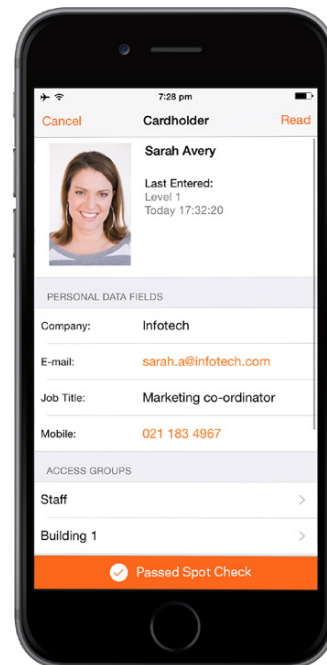 7:28 pm
Cancel Cardholder Read
Sarah Avery
Last Entered:
Level 1
Today 17:32:20
PERSONAL DATA FIELDS
Company: Infotech
E-mail: sarah.a@infotech.com
Job Title: Marketing co-ordinator
Mobile: 021 183 4967
ACCESS GROUPS
Staff
Building 1
Passed Spot Check